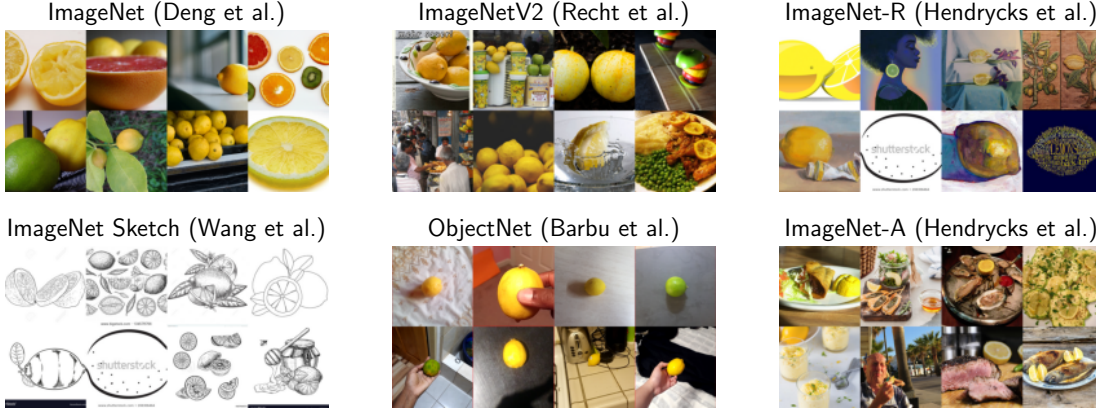 ImageNet (Deng et al.)
ImageNetV2 (Recht et al.)
ImageNet-R (Hendrycks et al.)
shutterstock
ImageNet Sketch (Wang et al.)
ObjectNet (Barbu et al.)
ImageNet-A (Hendrycks et al.)
shutterstock